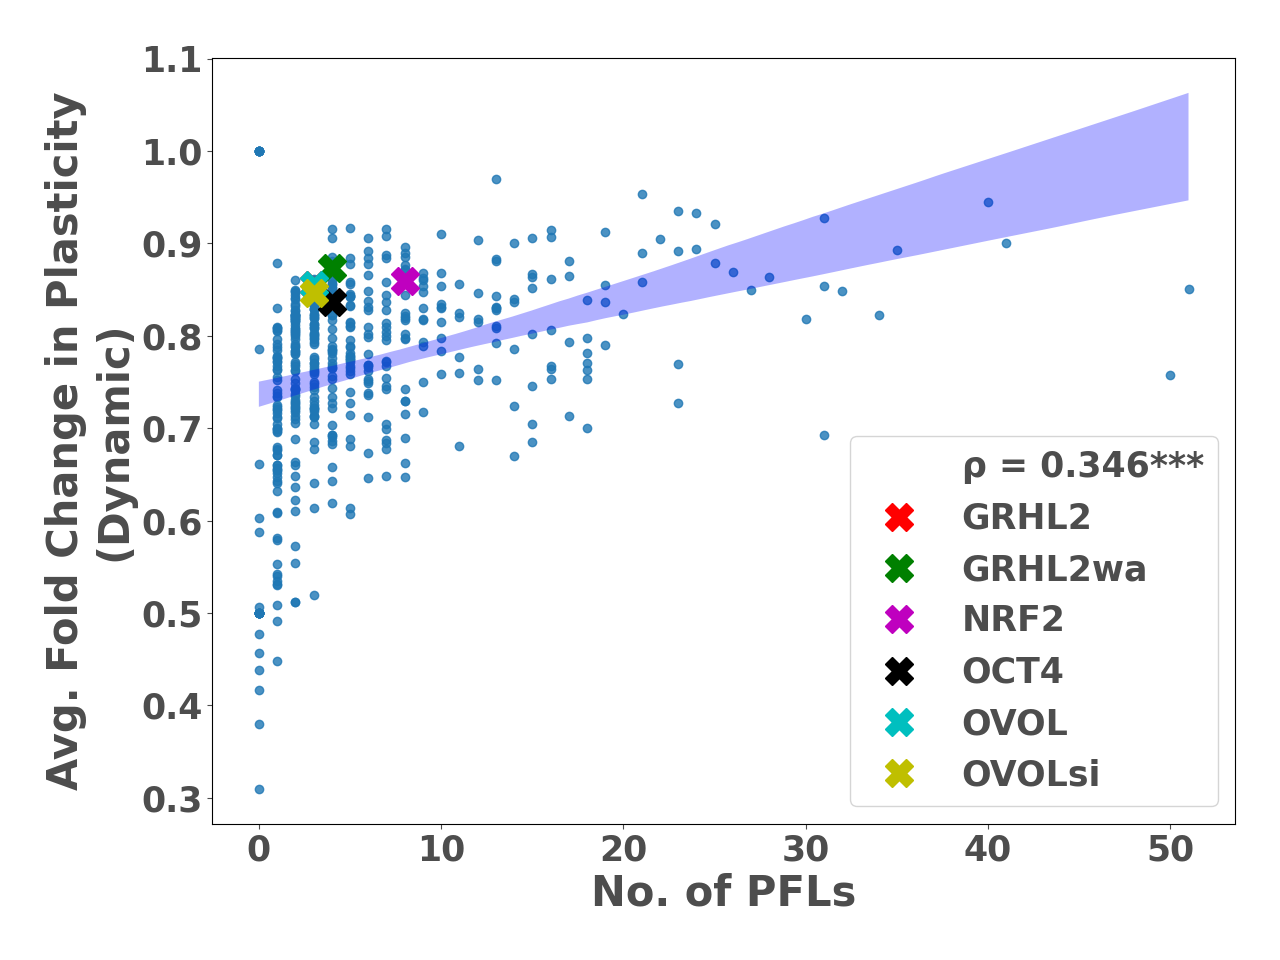 Avg. Fold Change in Plasticity
(Dynamic)
1.1
1.0
0.9
0.8
0.7
0.6
0.5
0.4
0.3
ρ = 0.346***
GRHL2
GRHL2wa
NRF2
OCT4
OVOL
OVOLsi
0 10 20 30 40 50
No. of PFLs